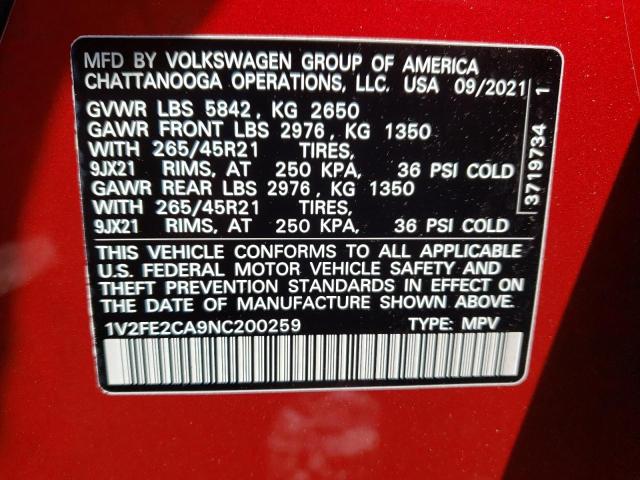 MFD BY VOLKSWAGEN GROUP OF AMERICA
CHATTANOOGA OPERATIONS, LLC. USA 09/2021
GVWR LBS 5842, KG 2650
GAWR FRONT LBS 2976, KG 1350
WITH 265/45R21 TIRES,
9JX21 RIMS, AT 250 KPA, 36 PSI COLD
GAWR REAR LBS 2976, KG 1350
WITH 265/45R21 TIRES,
9JX21 RIMS, AT 250 KPA, 36 PSI COLD
THIS VEHICLE CONFORMS TO ALL APPLICABLE
U.S. FEDERAL MOTOR VEHICLE SAFETY AND
THEFT PREVENTION STANDARDS IN EFFECT ON
THE DATE OF MANUFACTURE SHOWN ABOVE.
1V2FE2CA9NC200259 TYPE: MPV
3719734 1